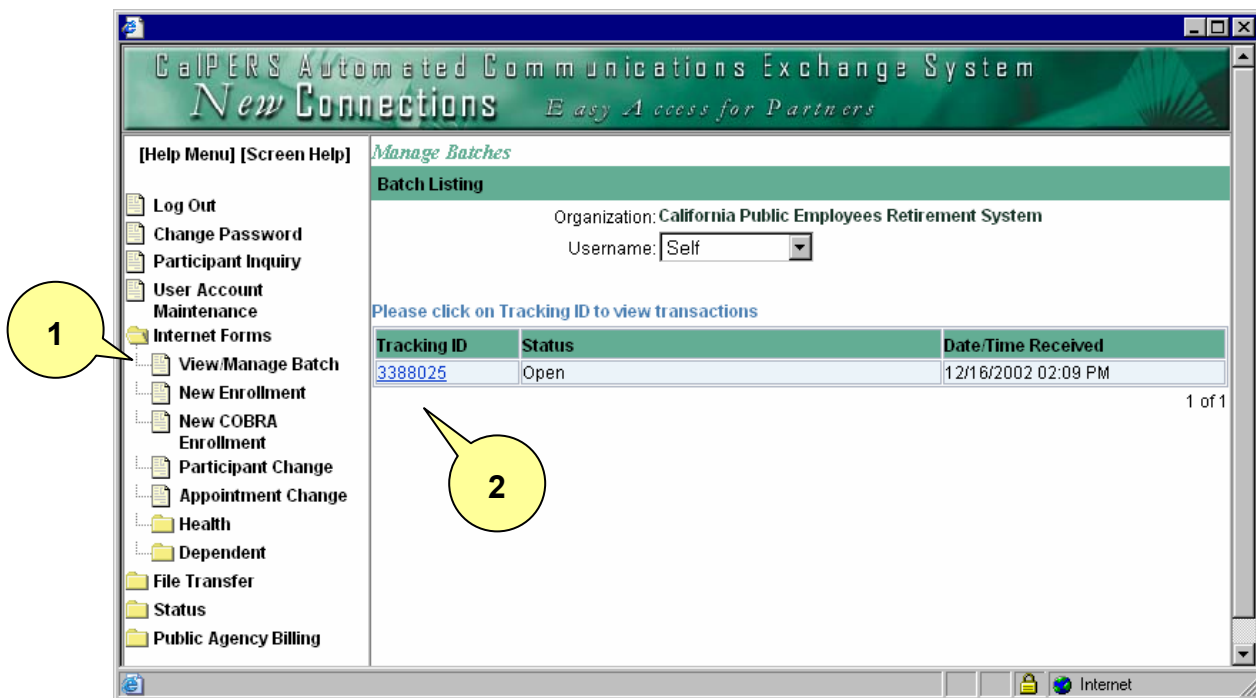 CalPERS Automated Communications Exchange System
New Connections Easy Access for Partners
[Help Menu] [Screen Help]
Log Out
Change Password
Participant Inquiry
User Account
Maintenance
Internet Forms
View/Manage Batch
New Enrollment
New COBRA
Enrollment
Participant Change
Appointment Change
Health
Dependent
File Transfer
Status
Public Agency Billing
1
Manage Batches
Batch Listing
Organization: California Public Employees Retirement System
Username: Self
Please click on Tracking ID to view transactions
Tracking ID Status Date/Time Received
3388025 Open 12/16/2002 02:09 PM
1 of 1
2
Internet